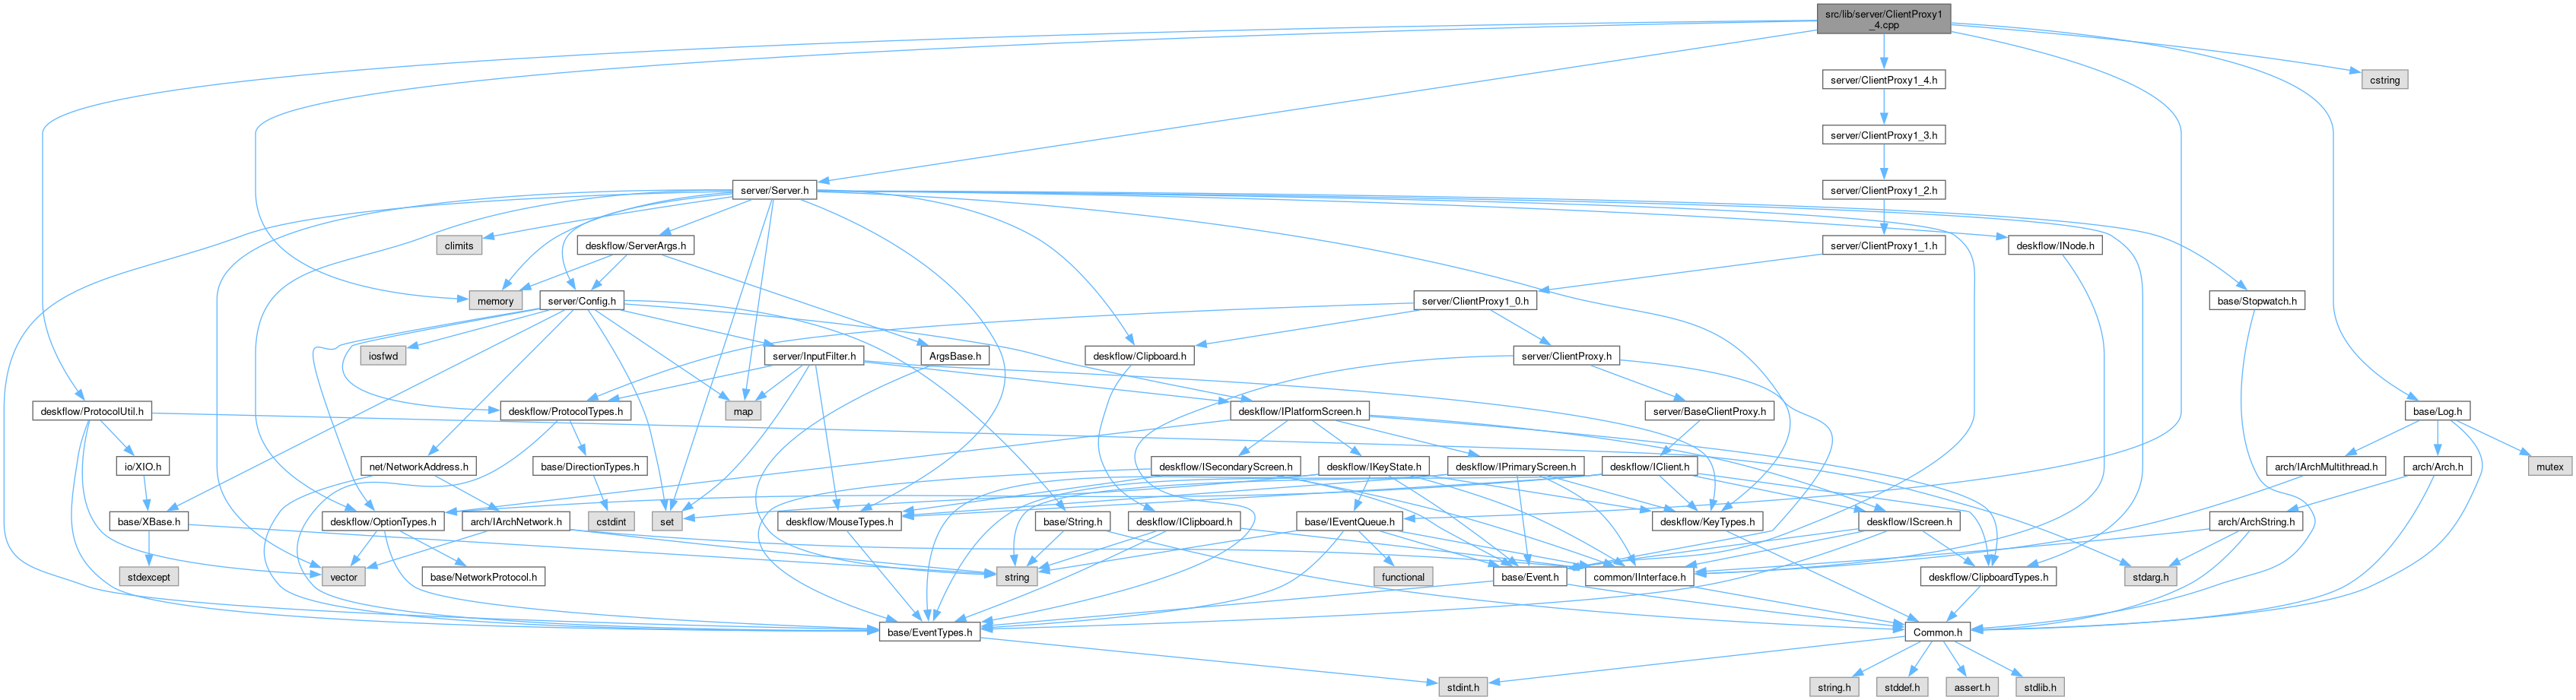 src/lib/server/ClientProxy1
_4.cpp
server/ClientProxy1_4.h
cstring
server/ClientProxy1_3.h
server/Server.h
server/ClientProxy1_2.h
climits
deskflow/ServerArgs.h
server/ClientProxy1_1.h
deskflow/INode.h
memory
server/Config.h
server/ClientProxy1_0.h
base/Stopwatch.h
iosfwd
server/InputFilter.h
ArgsBase.h
deskflow/Clipboard.h
server/ClientProxy.h
deskflow/ProtocolUtil.h
deskflow/ProtocolTypes.h
map
deskflow/IPlatformScreen.h
server/BaseClientProxy.h
base/Log.h
io/XIO.h
net/NetworkAddress.h
base/DirectionTypes.h
deskflow/ISecondaryScreen.h
deskflow/IKeyState.h
deskflow/IPrimaryScreen.h
deskflow/IClient.h
arch/IArchMultithread.h
arch/Arch.h
mutex
base/XBase.h
deskflow/OptionTypes.h
arch/IArchNetwork.h
cstdint
set
deskflow/MouseTypes.h
base/String.h
deskflow/IClipboard.h
base/IEventQueue.h
deskflow/KeyTypes.h
deskflow/IScreen.h
arch/ArchString.h
stdexcept
vector
base/NetworkProtocol.h
string
functional
base/Event.h
common/IInterface.h
deskflow/ClipboardTypes.h
stdarg.h
base/EventTypes.h
Common.h
stdint.h
string.h
stddef.h
assert.h
stdlib.h